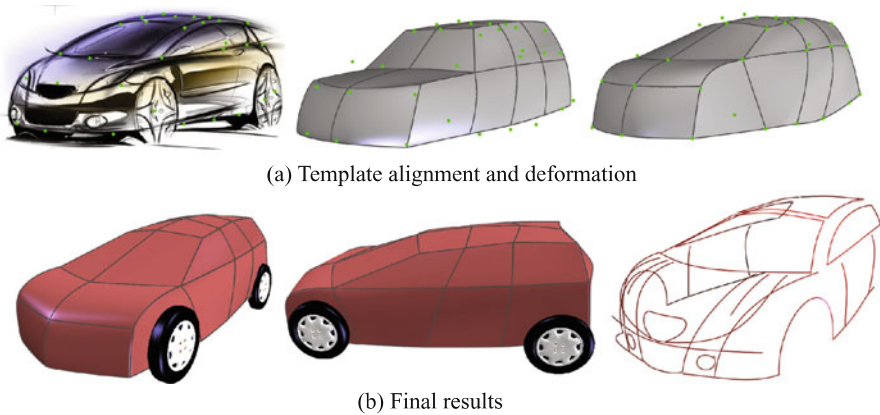 (a) Template alignment and deformation
(b) Final results